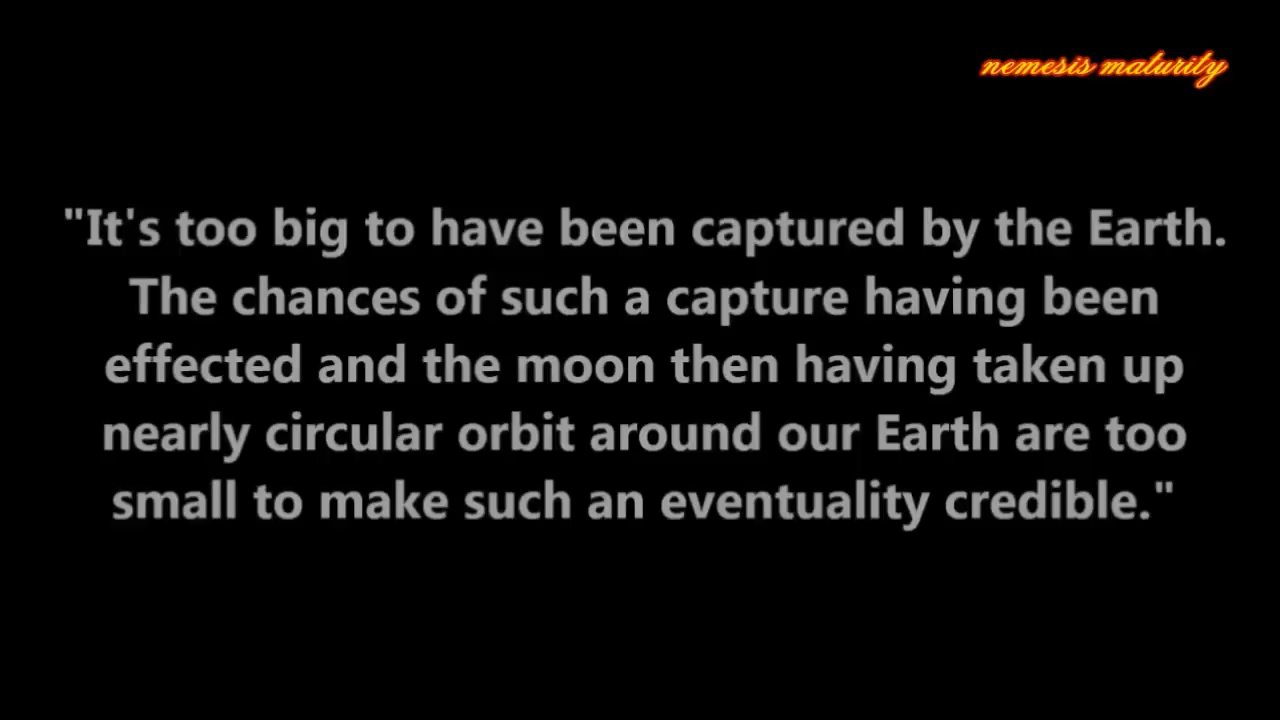 nemesis maturity
"It's too big to have been captured by the Earth.
The chances of such a capture having been
effected and the moon then having taken up
nearly circular orbit around our Earth are too
small to make such an eventuality credible."